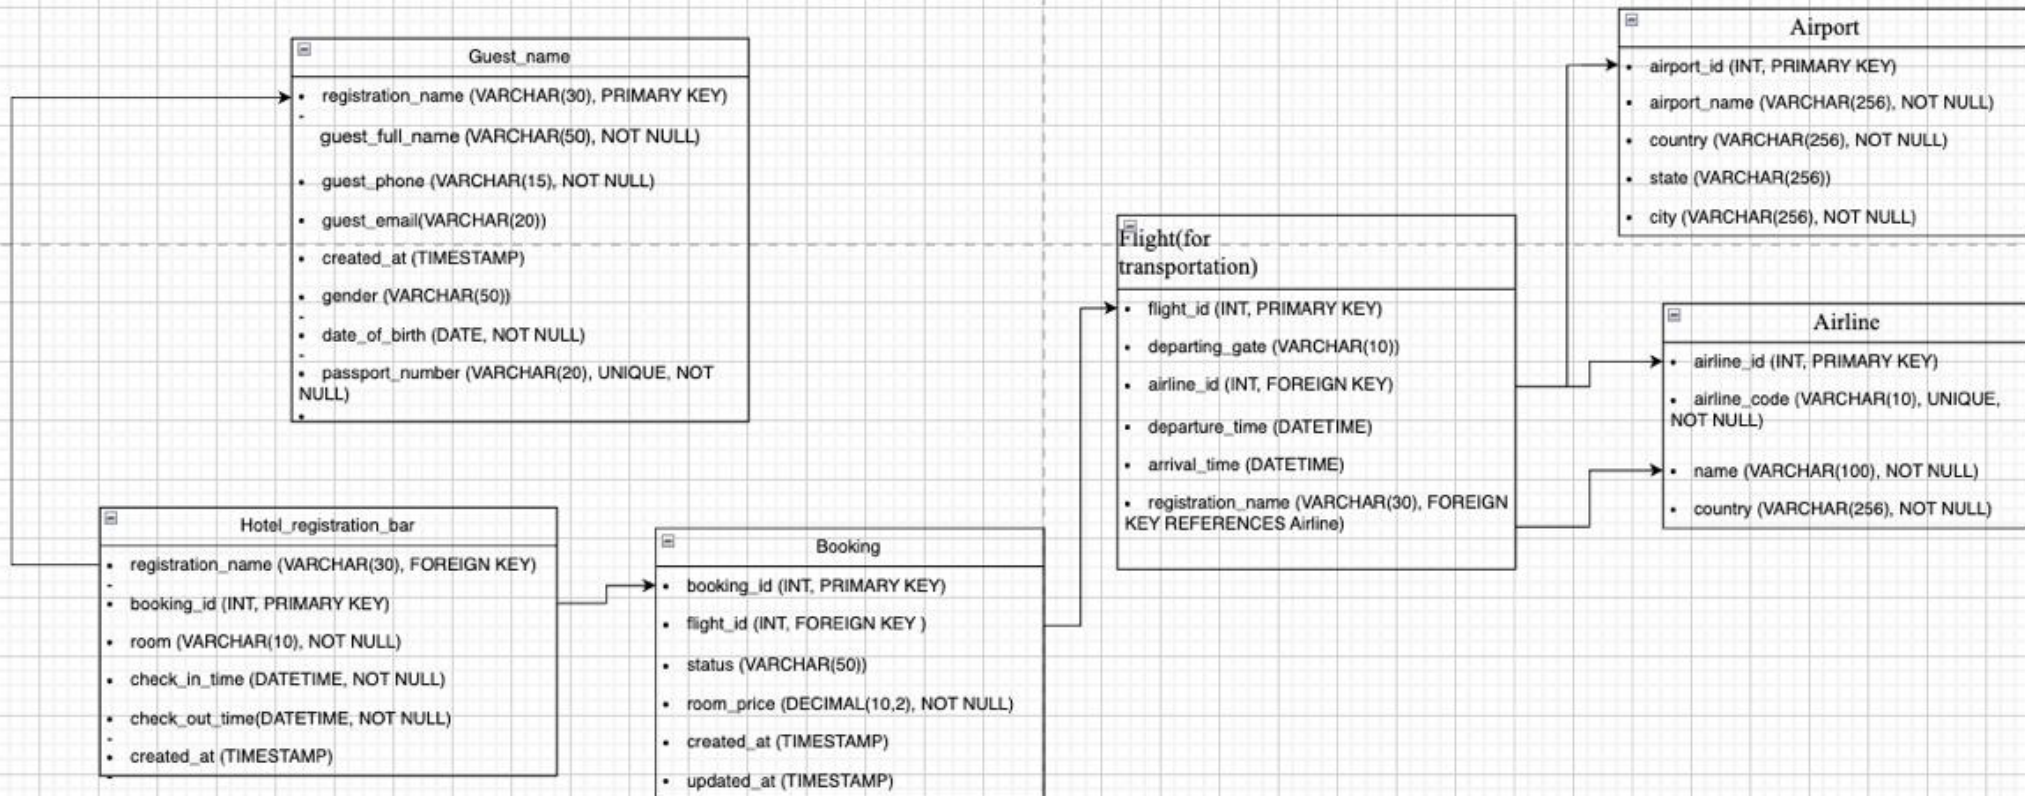 Guest_name
• registration_name (VARCHAR(30), PRIMARY KEY)
-
guest_full_name (VARCHAR(50), NOT NULL)
• guest_phone (VARCHAR(15), NOT NULL)
• guest_email(VARCHAR(20))
• created_at (TIMESTAMP)
• gender (VARCHAR(50))
-
• date_of_birth (DATE, NOT NULL)
-
• passport_number (VARCHAR(20), UNIQUE, NOT
NULL)
•
Hotel_registration_bar
• registration_name (VARCHAR(30), FOREIGN KEY)
-
• booking_id (INT, PRIMARY KEY)
• room (VARCHAR(10), NOT NULL)
• check_in_time (DATETIME, NOT NULL)
• check_out_time(DATETIME, NOT NULL)
-
• created_at (TIMESTAMP)
-
Booking
• booking_id (INT, PRIMARY KEY)
• flight_id (INT, FOREIGN KEY )
• status (VARCHAR(50))
• room_price (DECIMAL(10,2), NOT NULL)
• created_at (TIMESTAMP)
• updated_at (TIMESTAMP)
Flight(for
transportation)
• flight_id (INT, PRIMARY KEY)
• departing_gate (VARCHAR(10))
• airline_id (INT, FOREIGN KEY)
• departure_time (DATETIME)
• arrival_time (DATETIME)
• registration_name (VARCHAR(30), FOREIGN
KEY REFERENCES Airline)
Airport
• airport_id (INT, PRIMARY KEY)
• airport_name (VARCHAR(256), NOT NULL)
• country (VARCHAR(256), NOT NULL)
• state (VARCHAR(256))
• city (VARCHAR(256), NOT NULL)
Airline
• airline_id (INT, PRIMARY KEY)
• airline_code (VARCHAR(10), UNIQUE,
NOT NULL)
• name (VARCHAR(100), NOT NULL)
• country (VARCHAR(256), NOT NULL)